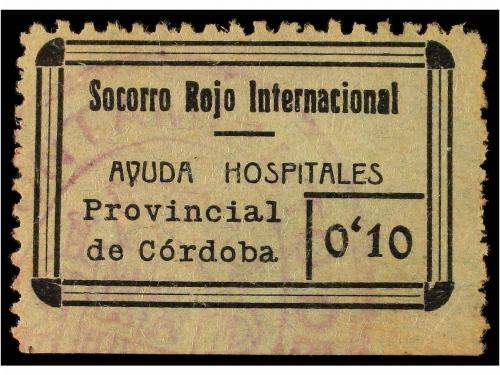 Socorro Rojo Internacional
AYUDA HOSPITALES
Provincial
de Córdoba
0'10